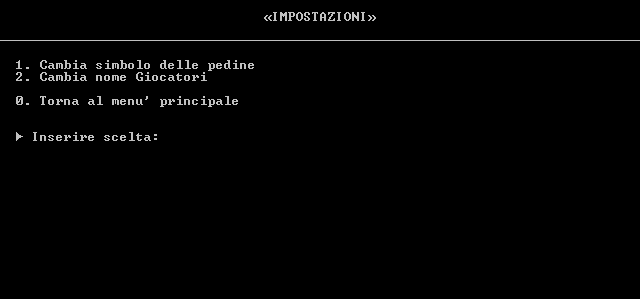 «IMPOSTAZIONI»
1. Cambia simbolo delle pedine
2. Cambia nome Giocatori
0. Torna al menu' principale
► Inserire scelta: